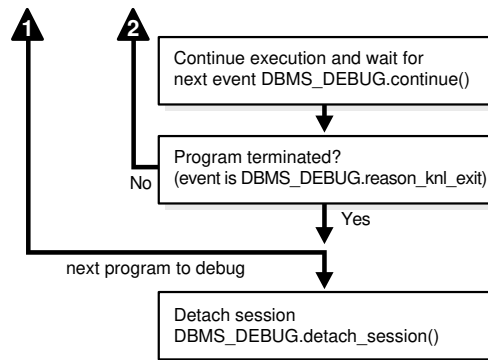 1
2
Continue execution and wait for
next event DBMS_DEBUG.continue()
Program terminated?
(event is DBMS_DEBUG.reason_knl_exit)
No
Yes
next program to debug
Detach session
DBMS_DEBUG.detach_session()